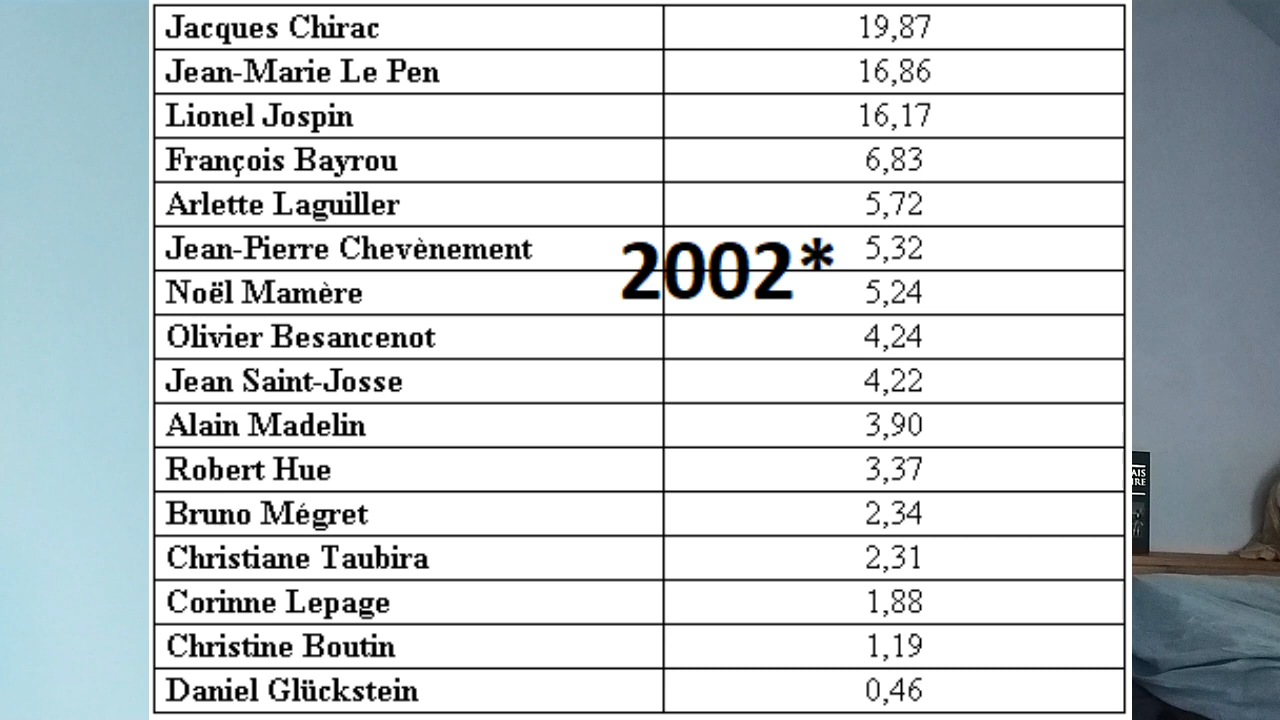 Jacques Chirac 19,87
Jean-Marie Le Pen 16,86
Lionel Jospin 16,17
François Bayrou 6,83
Arlette Laguiller 5,72
Jean-Pierre Chevènement 5,32
2002*
Noël Mamère 5,24
Olivier Besancenot 4,24
Jean Saint-Josse 4,22
Alain Madelin 3,90
Robert Hue 3,37
Bruno Mégret 2,34
Christiane Taubira 2,31
Corinne Lepage 1,88
Christine Boutin 1,19
Daniel Glückstein 0,46